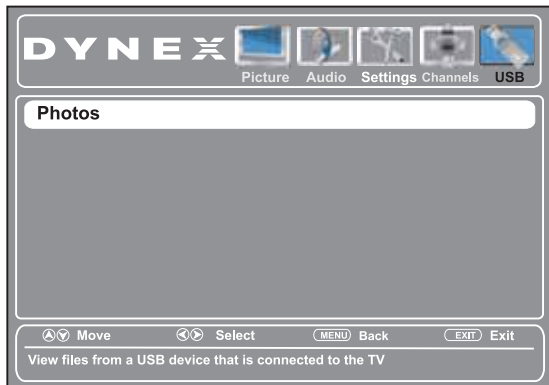 DYNEX
Picture Audio Settings Channels USB
Photos
Move Select MENU Back EXIT Exit
View files from a USB device that is connected to the TV